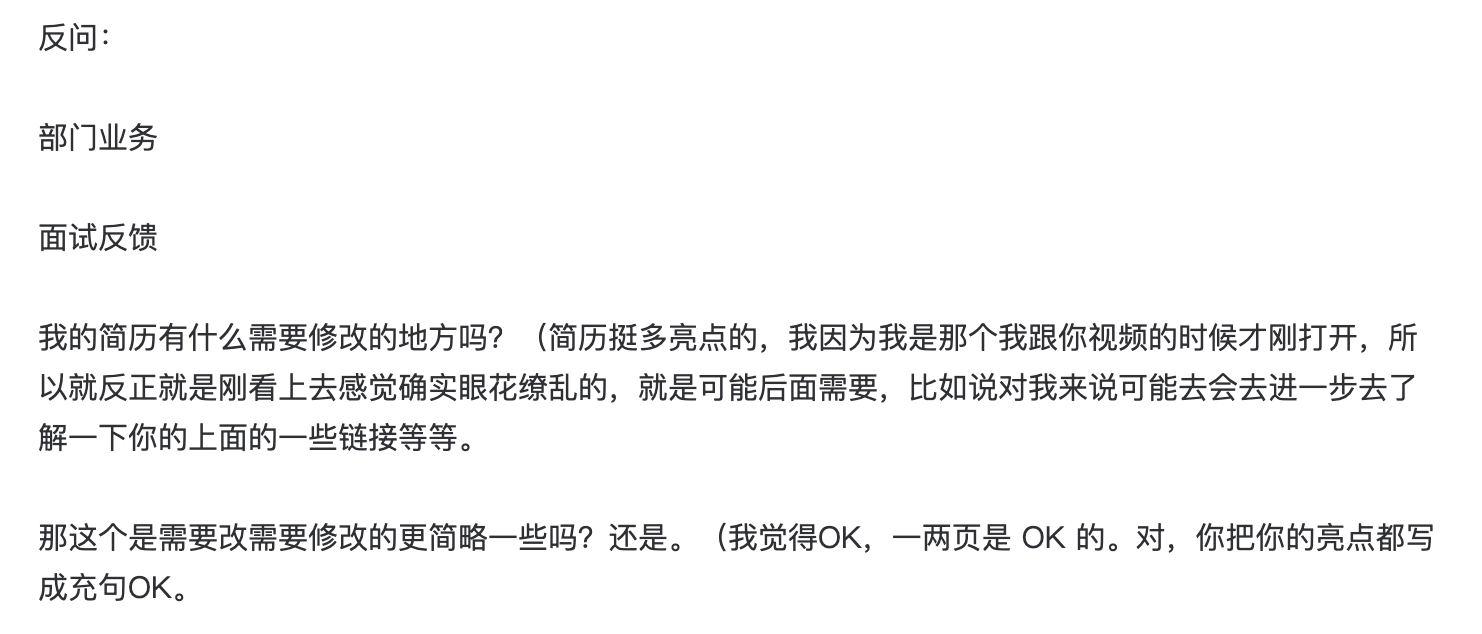 反问：
部门业务
面试反馈
我的简历有什么需要修改的地方吗？（简历挺多亮点的，我因为我是那个我跟你视频的时候才刚打开，所
以就反正就是刚看上去感觉确实眼花缭乱的，就是可能后面需要，比如说对我来说可能去会去进一步去了
解一下你的上面的一些链接等等。
那这个是需要改需要修改的更简略一些吗？还是。（我觉得OK，一两页是 OK 的。对，你把你的亮点都写
成充句OK。